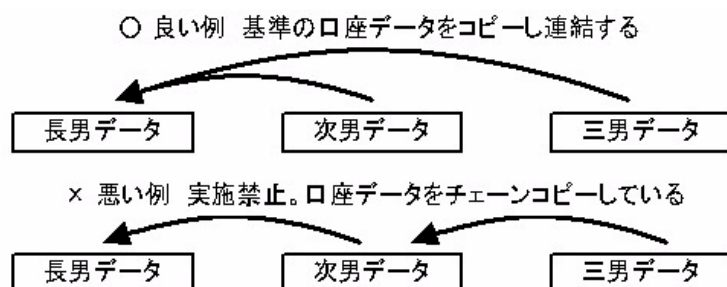 ○ 良い例 基準の口座データをコピーし連結する
長男データ 次男データ 三男データ
× 悪い例 実施禁止。口座データをチェーンコピーしている
長男データ 次男データ 三男データ